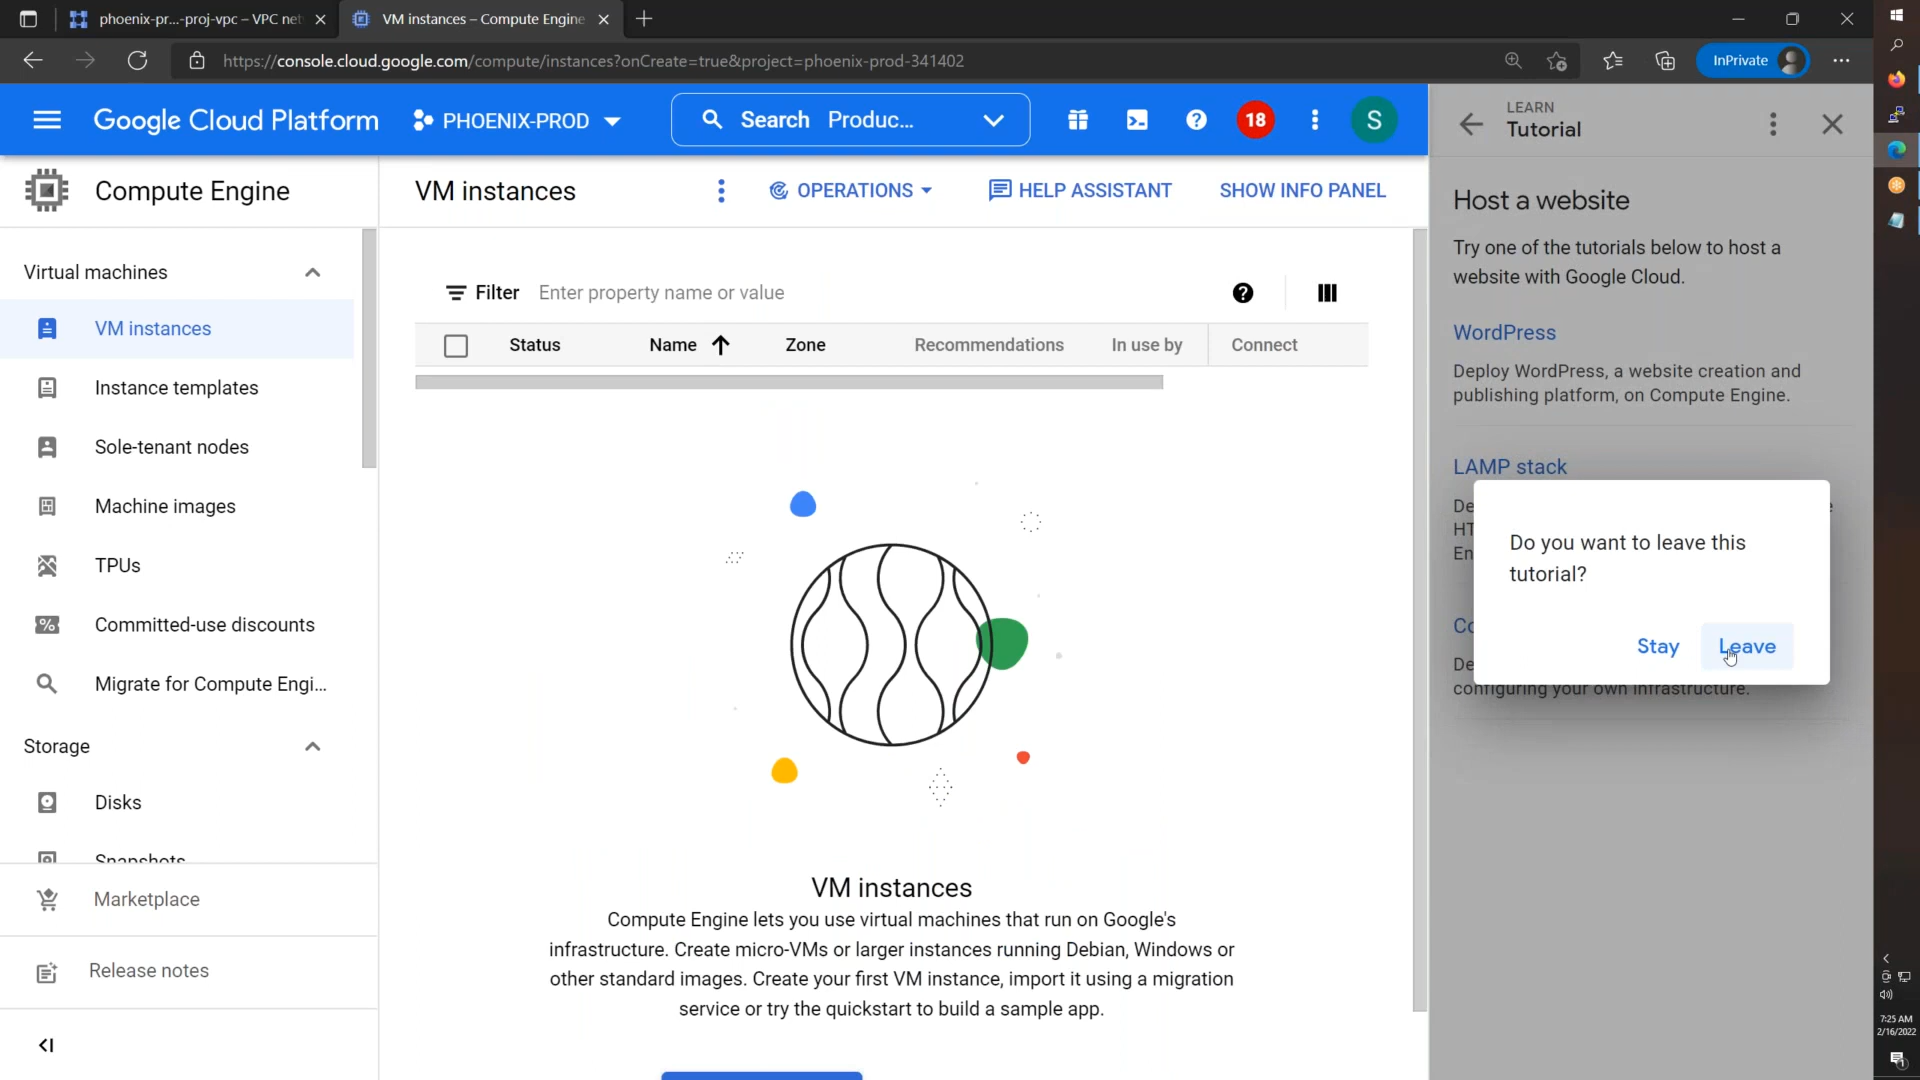 phoenix-pr...-proj-vpc – VPC net
VM instances – Compute Engine
https://console.cloud.google.com/compute/instances?onCreate=true&project=phoenix-prod-341402
InPrivate
Google Cloud Platform
PHOENIX-PROD
Search Produc...
18
S
LEARN
Tutorial
Compute Engine
VM instances
OPERATIONS
HELP ASSISTANT
SHOW INFO PANEL
Virtual machines
VM instances
Instance templates
Sole-tenant nodes
Machine images
TPUs
Committed-use discounts
Migrate for Compute Engi...
Storage
Disks
Snapshots
Marketplace
Release notes
Filter Enter property name or value
Status Name Zone Recommendations In use by Connect
VM instances
Compute Engine lets you use virtual machines that run on Google's
infrastructure. Create micro-VMs or larger instances running Debian, Windows or
other standard images. Create your first VM instance, import it using a migration
service or try the quickstart to build a sample app.
Host a website
Try one of the tutorials below to host a
website with Google Cloud.
WordPress
Deploy WordPress, a website creation and
publishing platform, on Compute Engine.
LAMP stack
De
HT
En
Do you want to leave this
tutorial?
Stay Leave
Co
De
configuring your own infrastructure.
7:25 AM
2/16/2022